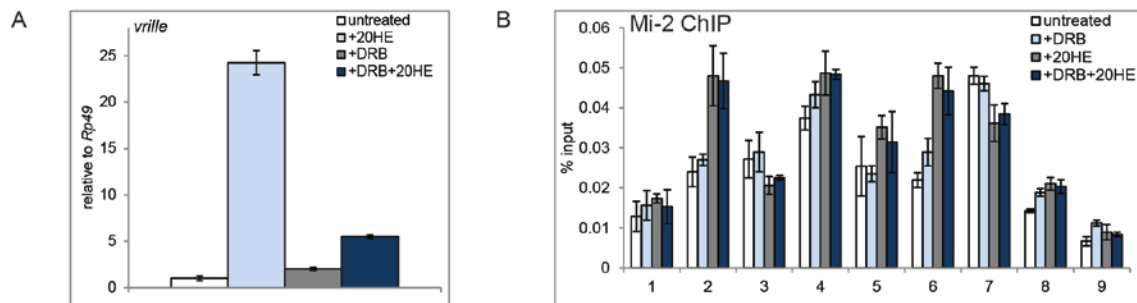 A
vrille
untreated
+20HE
+DRB
+DRB+20HE
relative to Rp49
25
20
15
10
5
0
B
Mi-2 ChIP
untreated
+DRB
+20HE
+DRB+20HE
% input
0.06
0.05
0.04
0.03
0.02
0.01
0
1 2 3 4 5 6 7 8 9